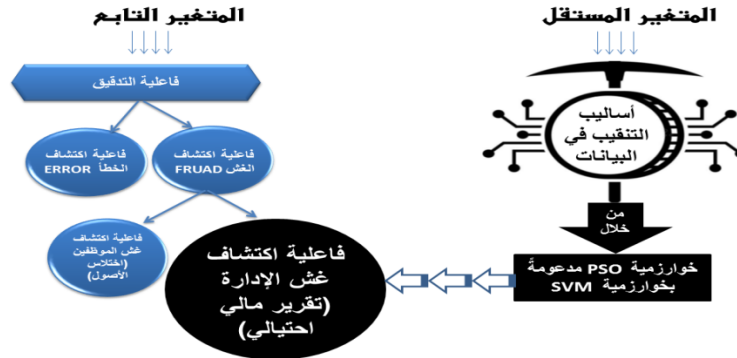 المتغير المستقل
المتغير التابع
أساليب
التنقيب في
البيانات
من
خلال
خوارزمية PSO مدعومةً
بخوارزمية SVM
فاعلية التدقيق
فاعلية اكتشاف
الغش FRUAD
فاعلية اكتشاف
الخطأ ERROR
فاعلية اكتشاف
غش الإدارة
(تقرير مالي
احتيالي)
فاعلية اكتشاف
غش الموظفين
(اختلاس
الأصول)